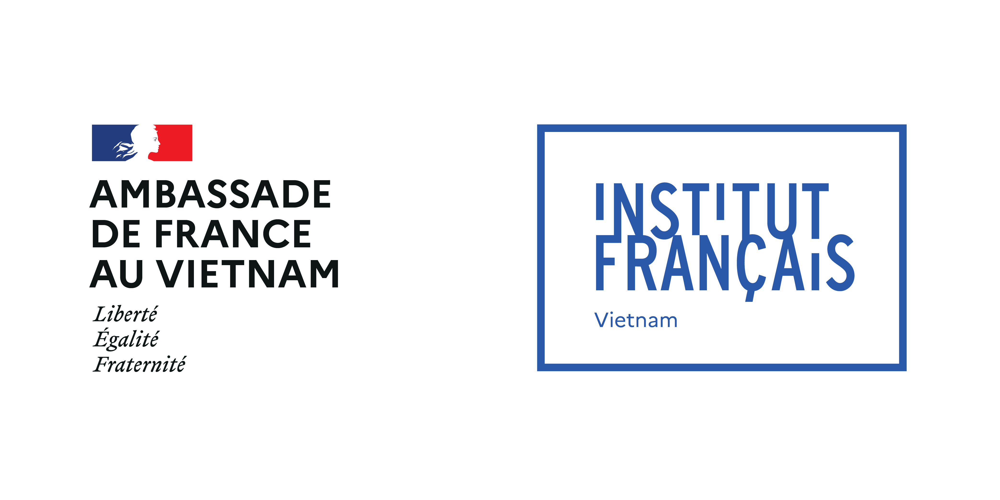 AMBASSADE
DE FRANCE
AU VIETNAM
Liberté
Égalité
Fraternité
INSTITUT
FRANÇAiS
Vietnam